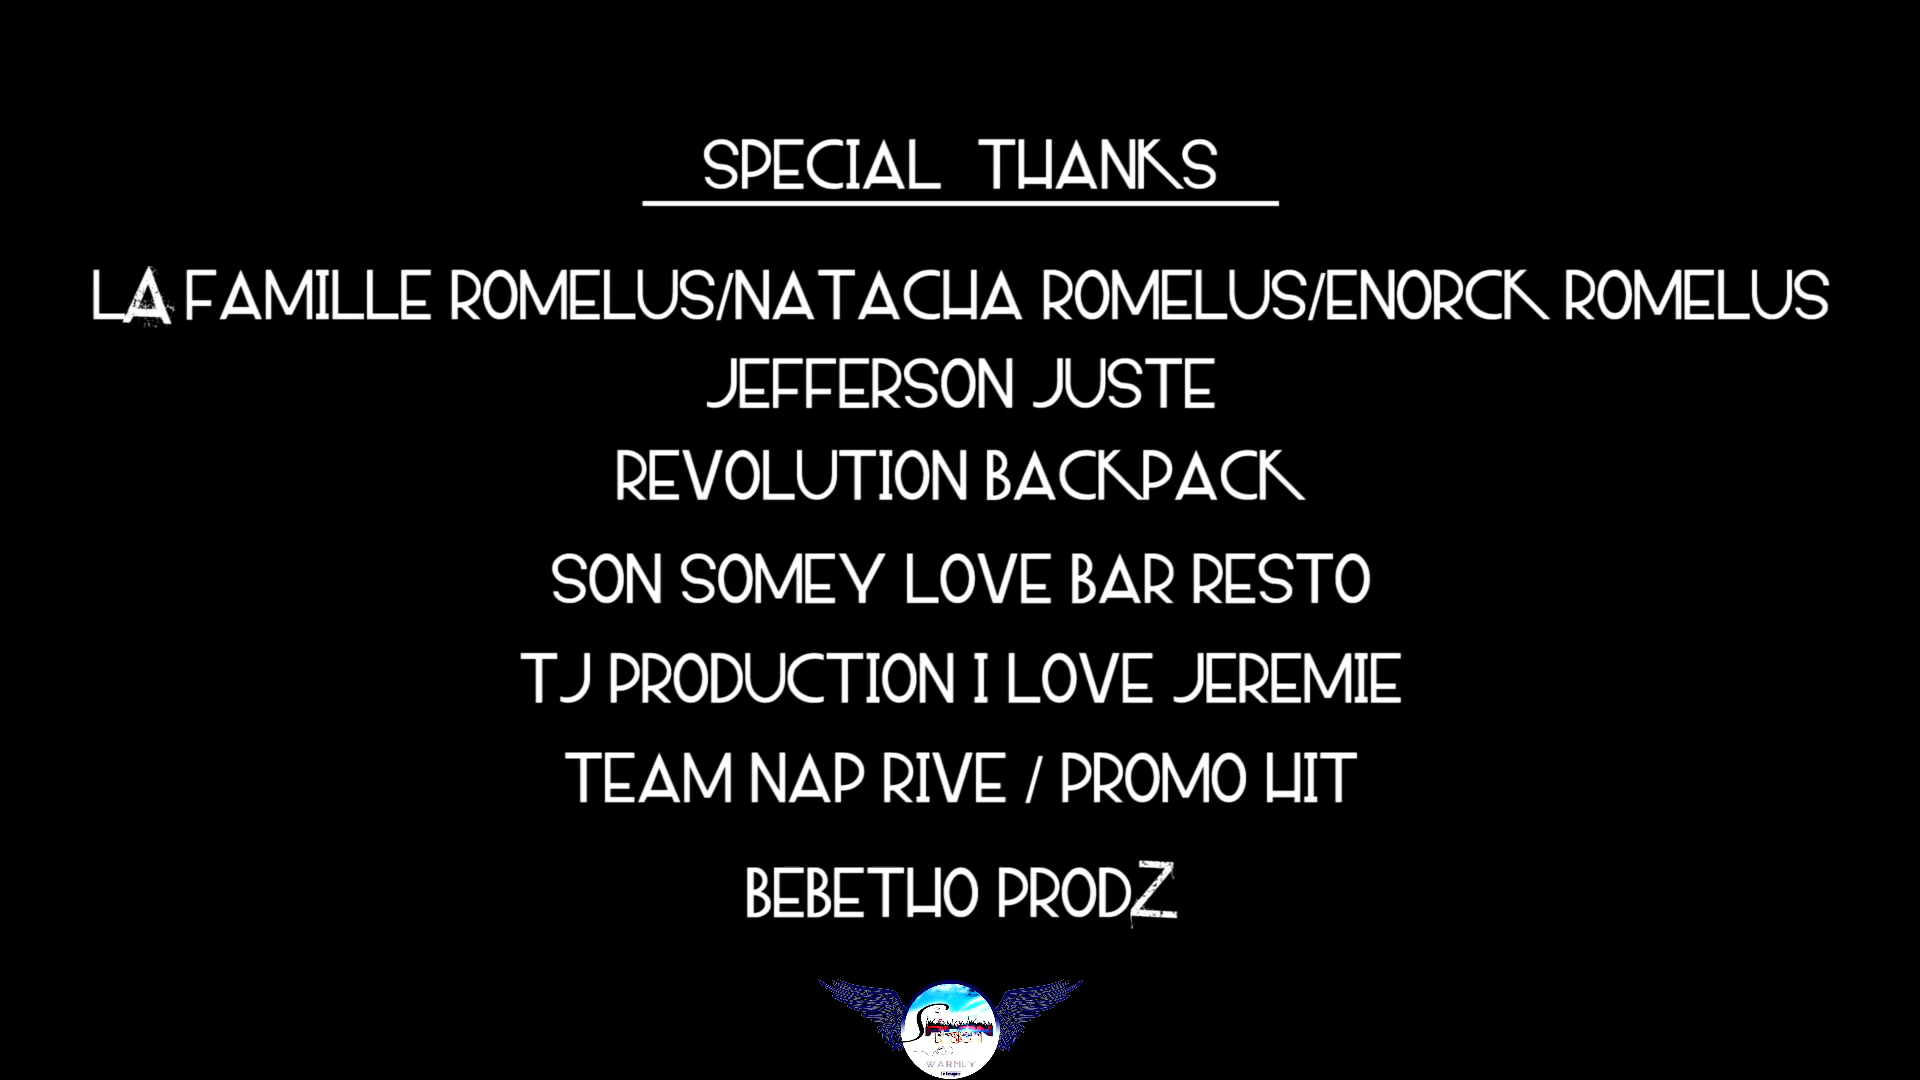 SPECIAL THANKS
LA FAMILLE ROMELUS/NATACHA ROMELUS/ENORCK ROMELUS
JEFFERSON JUSTE
REVOLUTION BACKPACK
SON SOMEY LOVE BAR RESTO
TJ PRODUCTION I LOVE JEREMIE
TEAM NAP RIVE / PROMO HIT
BEBETHO PRODZ
WARMLY